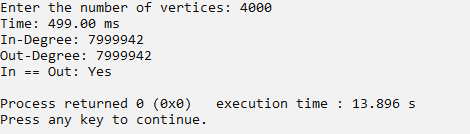 Enter the number of vertices: 4000
Time: 499.00 ms
In-Degree: 7999942
Out-Degree: 7999942
In == Out: Yes
Process returned 0 (0x0)   execution time : 13.896 s
Press any key to continue.